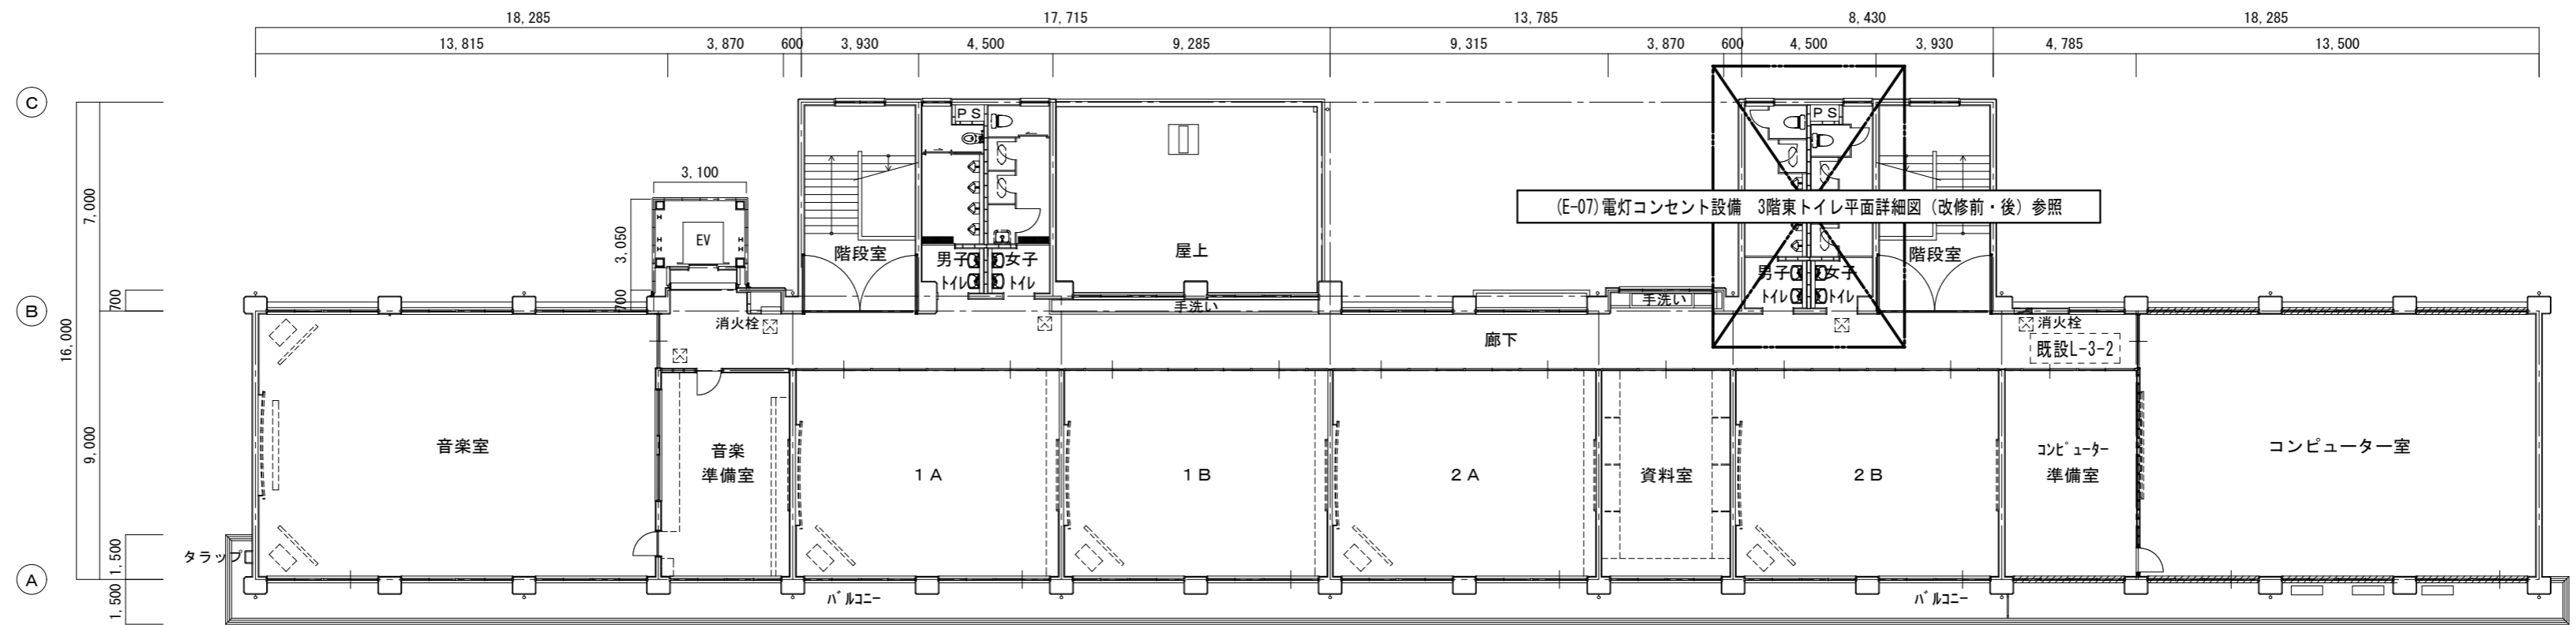 18,285
17,715
13,785
8,430
18,285
13,815
3,870
600
3,930
4,500
9,285
9,315
3,870
600
4,500
3,930
4,785
13,500
C
B
A
16,000
7,000
700
9,000
1,500
1,500
3,100
3,050
700
EV
階段室
PS
男子
トイレ
女子
トイレ
屋上
手洗い
手洗い
(E-07)電灯コンセント設備 3階東トイレ平面詳細図(改修前・後)参照
PS
男子
トイレ
女子
トイレ
階段室
消火栓
消火栓
廊下
既設L-3-2
音楽室
音楽
準備室
1A
1B
2A
資料室
2B
コンピューター
準備室
コンピューター室
タラップ
バルコニー
バルコニー